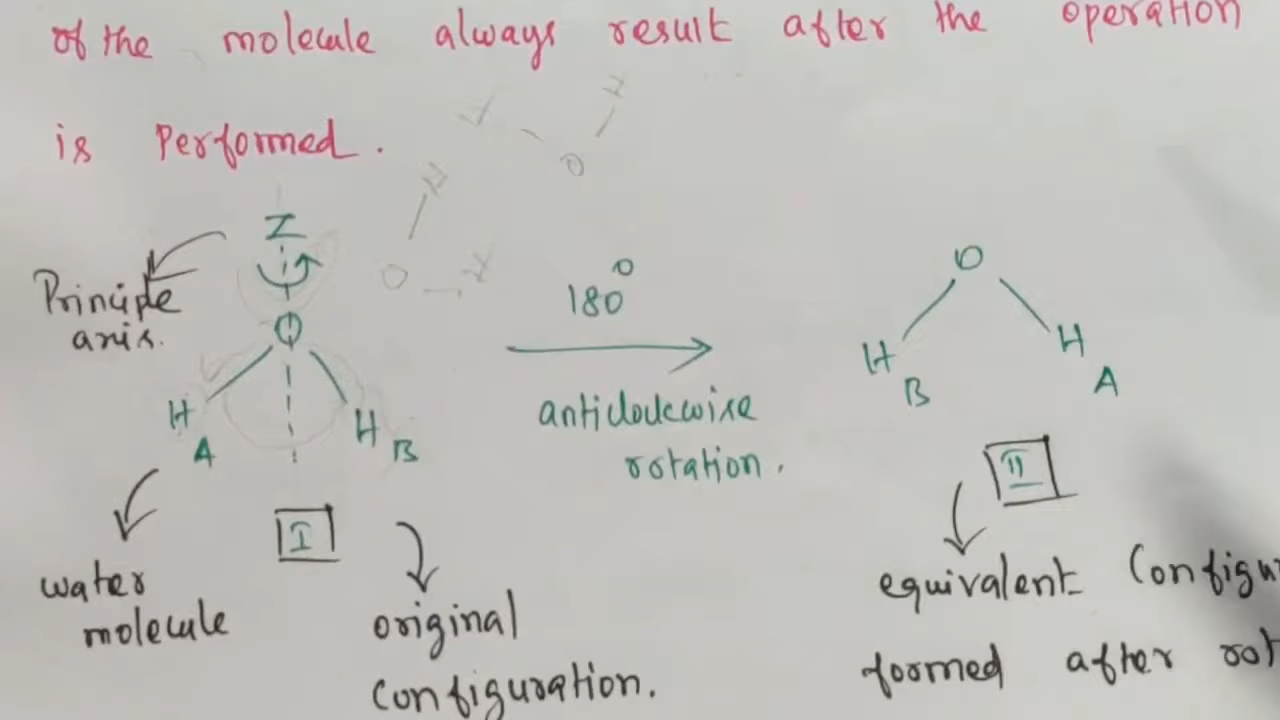 of the molecule always result after the operation
is Performed.
Z
Principle
axis.
O
H A
H B
180°
anticlockwise
rotation.
O
H B
H A
I
II
water
molecule
original
configuration.
equivalent
formed after